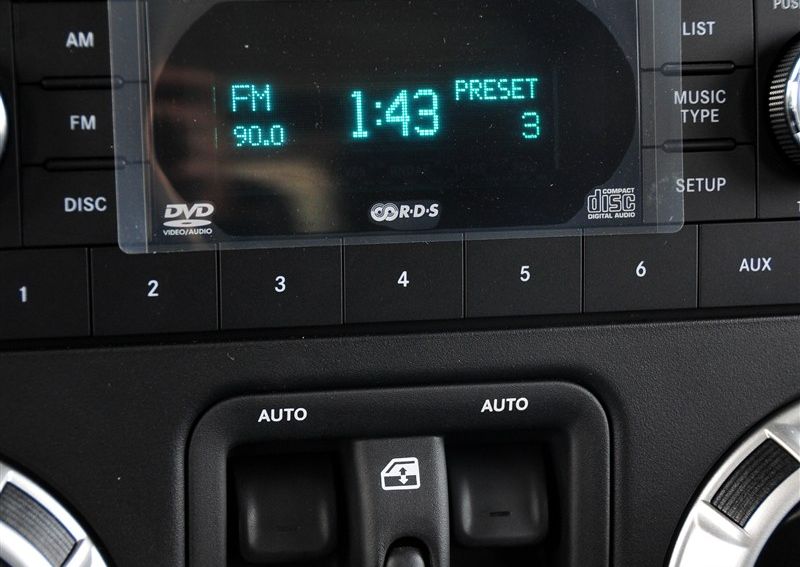 PUSH
AM
FM
DISC
FM
90.0
1:43
PRESET
3
DVD
VIDEO/AUDIO
R·D·S
COMPACT
disc
DIGITAL AUDIO
LIST
MUSIC
TYPE
SETUP
1 2 3 4 5 6 AUX
AUTO AUTO